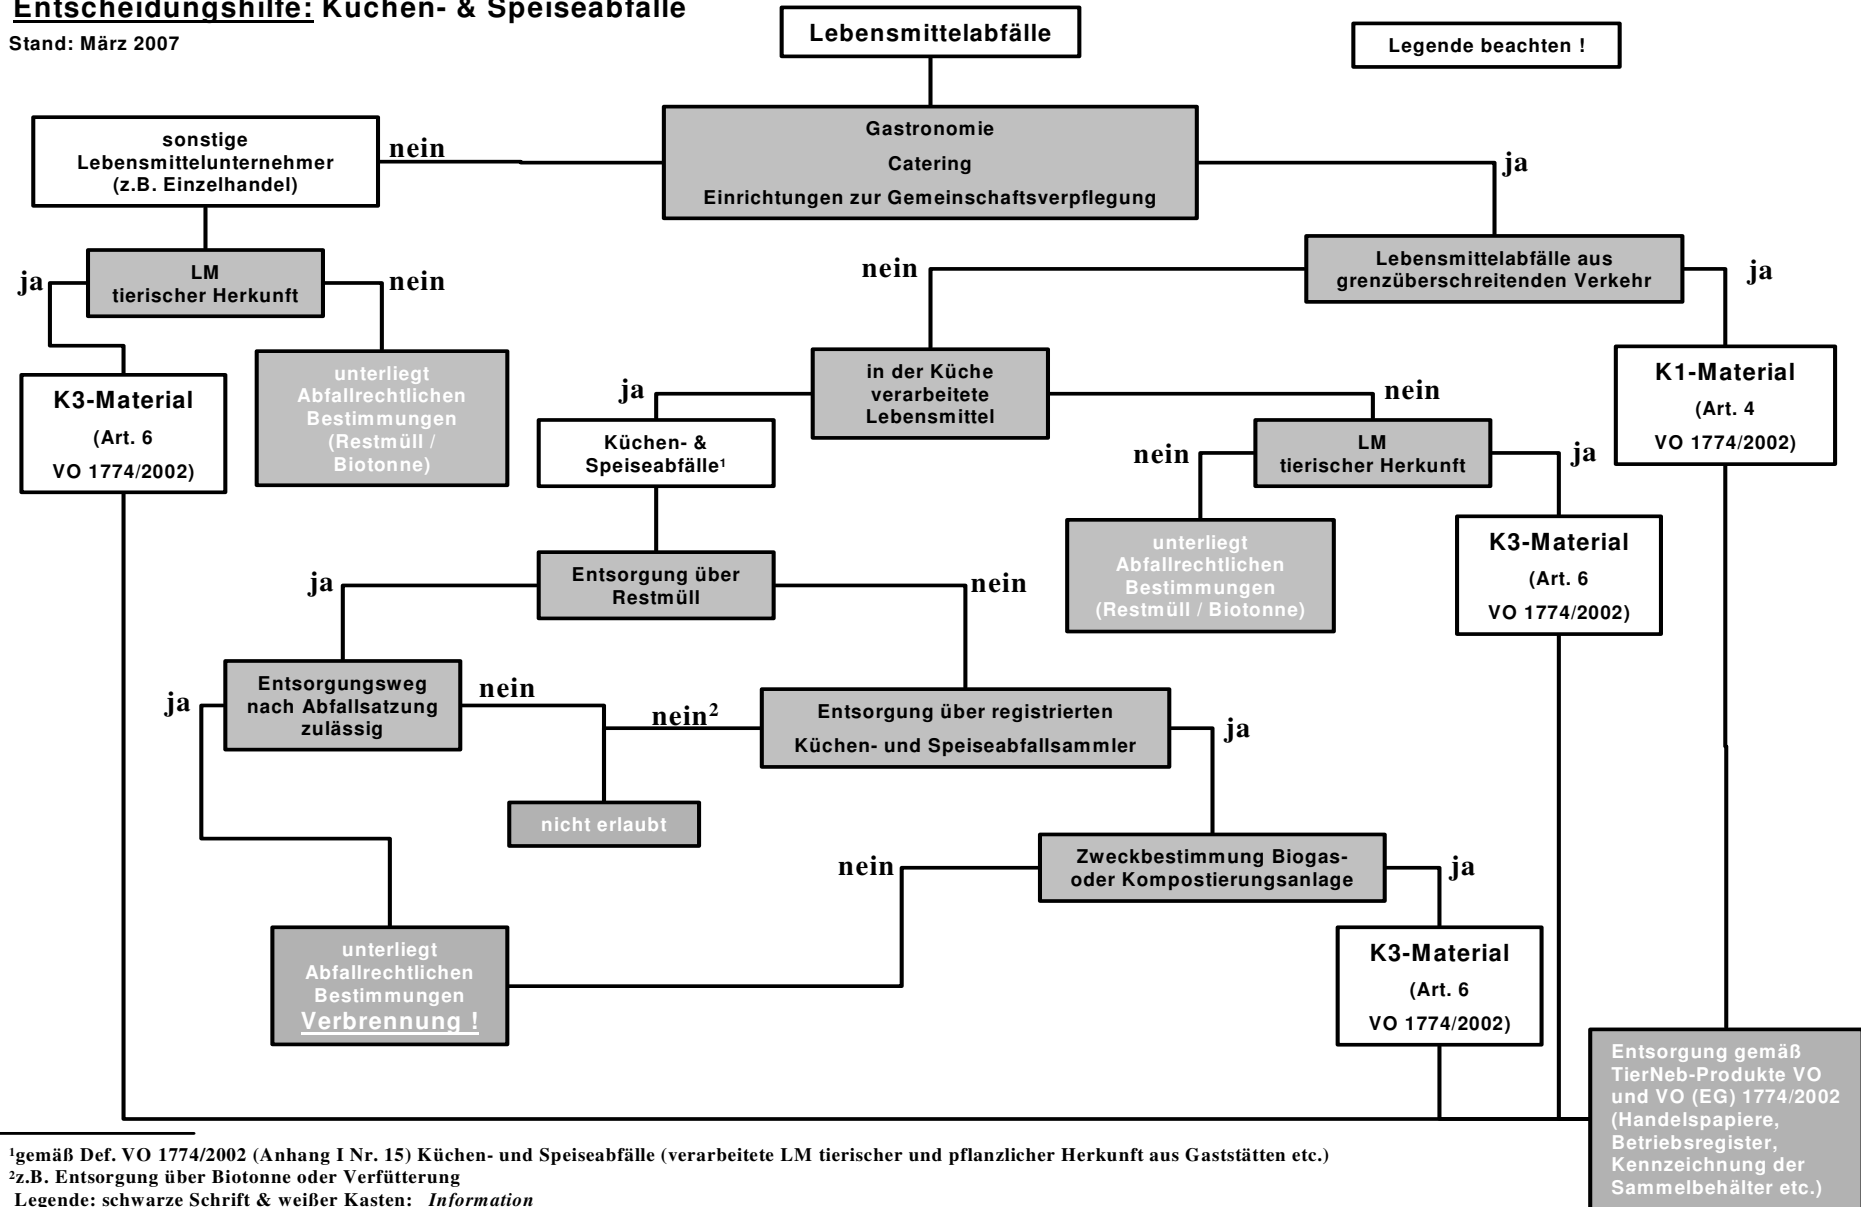 Entscheidungshilfe: Küchen- & Speiseabfälle
Stand: März 2007
Lebensmittelabfälle
Legende beachten !
Gastronomie
Catering
Einrichtungen zur Gemeinschaftsverpflegung
nein
ja
sonstige
Lebensmittelunternehmer
(z.B. Einzelhandel)
LM
tierischer Herkunft
ja
nein
Lebensmittelabfälle aus
grenzüberschreitenden Verkehr
nein
ja
K3-Material
(Art. 6
VO 1774/2002)
unterliegt
Abfallrechtlichen
Bestimmungen
(Restmüll /
Biotonne)
in der Küche
verarbeitete
Lebensmittel
ja
nein
K1-Material
(Art. 4
VO 1774/2002)
Küchen- &
Speiseabfälle¹
LM
tierischer Herkunft
nein
ja
unterliegt
Abfallrechtlichen
Bestimmungen
(Restmüll / Biotonne)
K3-Material
(Art. 6
VO 1774/2002)
Entsorgung über
Restmüll
ja
nein
Entsorgungsweg
nach Abfallsatzung
zulässig
ja
nein
nein²
Entsorgung über registrierten
Küchen- und Speiseabfallsammler
ja
nicht erlaubt
Zweckbestimmung Biogas-
oder Kompostierungsanlage
nein
ja
unterliegt
Abfallrechtlichen
Bestimmungen
Verbrennung !
K3-Material
(Art. 6
VO 1774/2002)
Entsorgung gemäß
TierNeb-Produkte VO
und VO (EG) 1774/2002
(Handelspapiere,
Betriebsregister,
Kennzeichnung der
Sammelbehälter etc.)
¹gemäß Def. VO 1774/2002 (Anhang I Nr. 15) Küchen- und Speiseabfälle (verarbeitete LM tierischer und pflanzlicher Herkunft aus Gaststätten etc.)
²z.B. Entsorgung über Biotonne oder Verfütterung
Legende: schwarze Schrift & weißer Kasten: Information